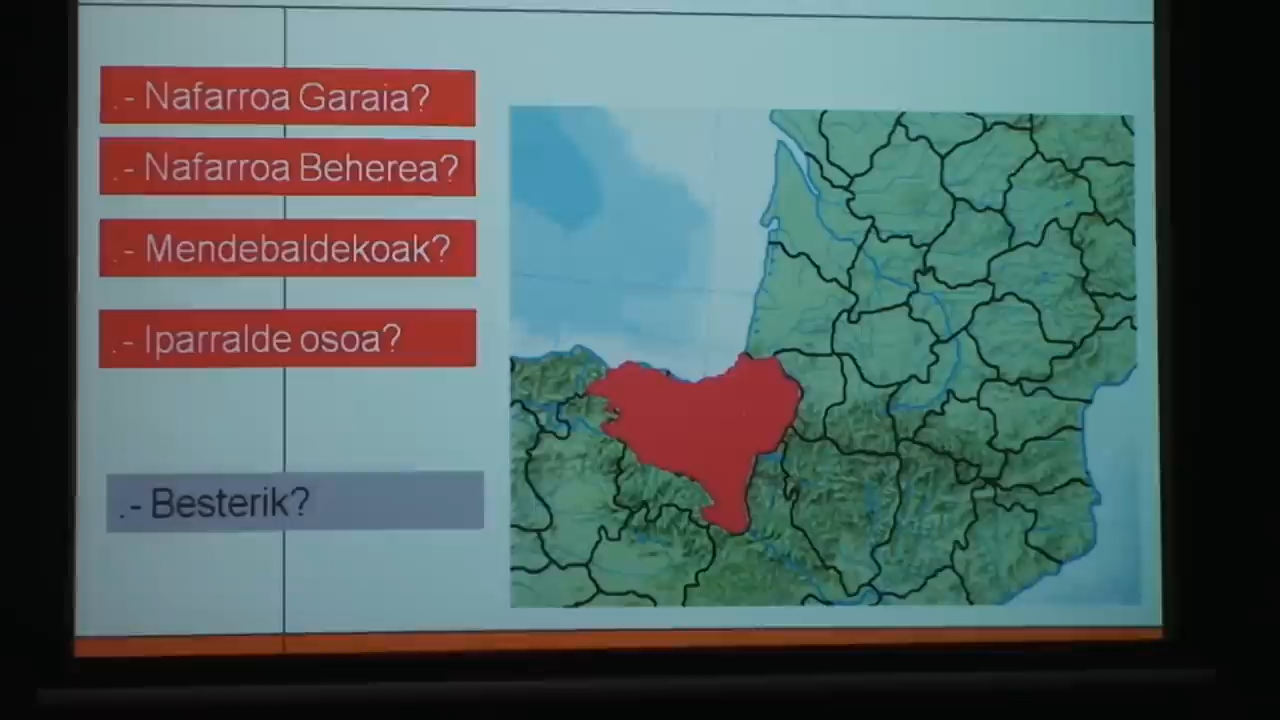 .- Nafarroa Garaia?
.- Nafarroa Beherea?
.- Mendebaldekoak?
.- Iparralde osoa?
.- Besterik?